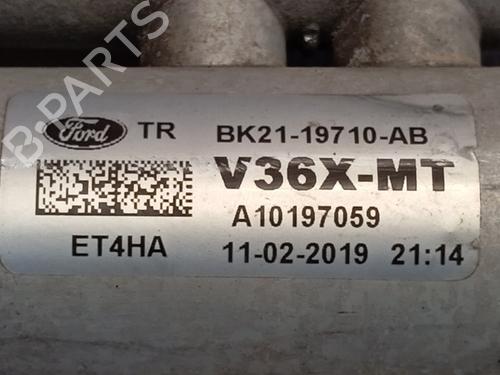 Ford TR BK21-19710-AB
V36X-MT
A10197059
ET4HA 11-02-2019 21:14
B-PARTS